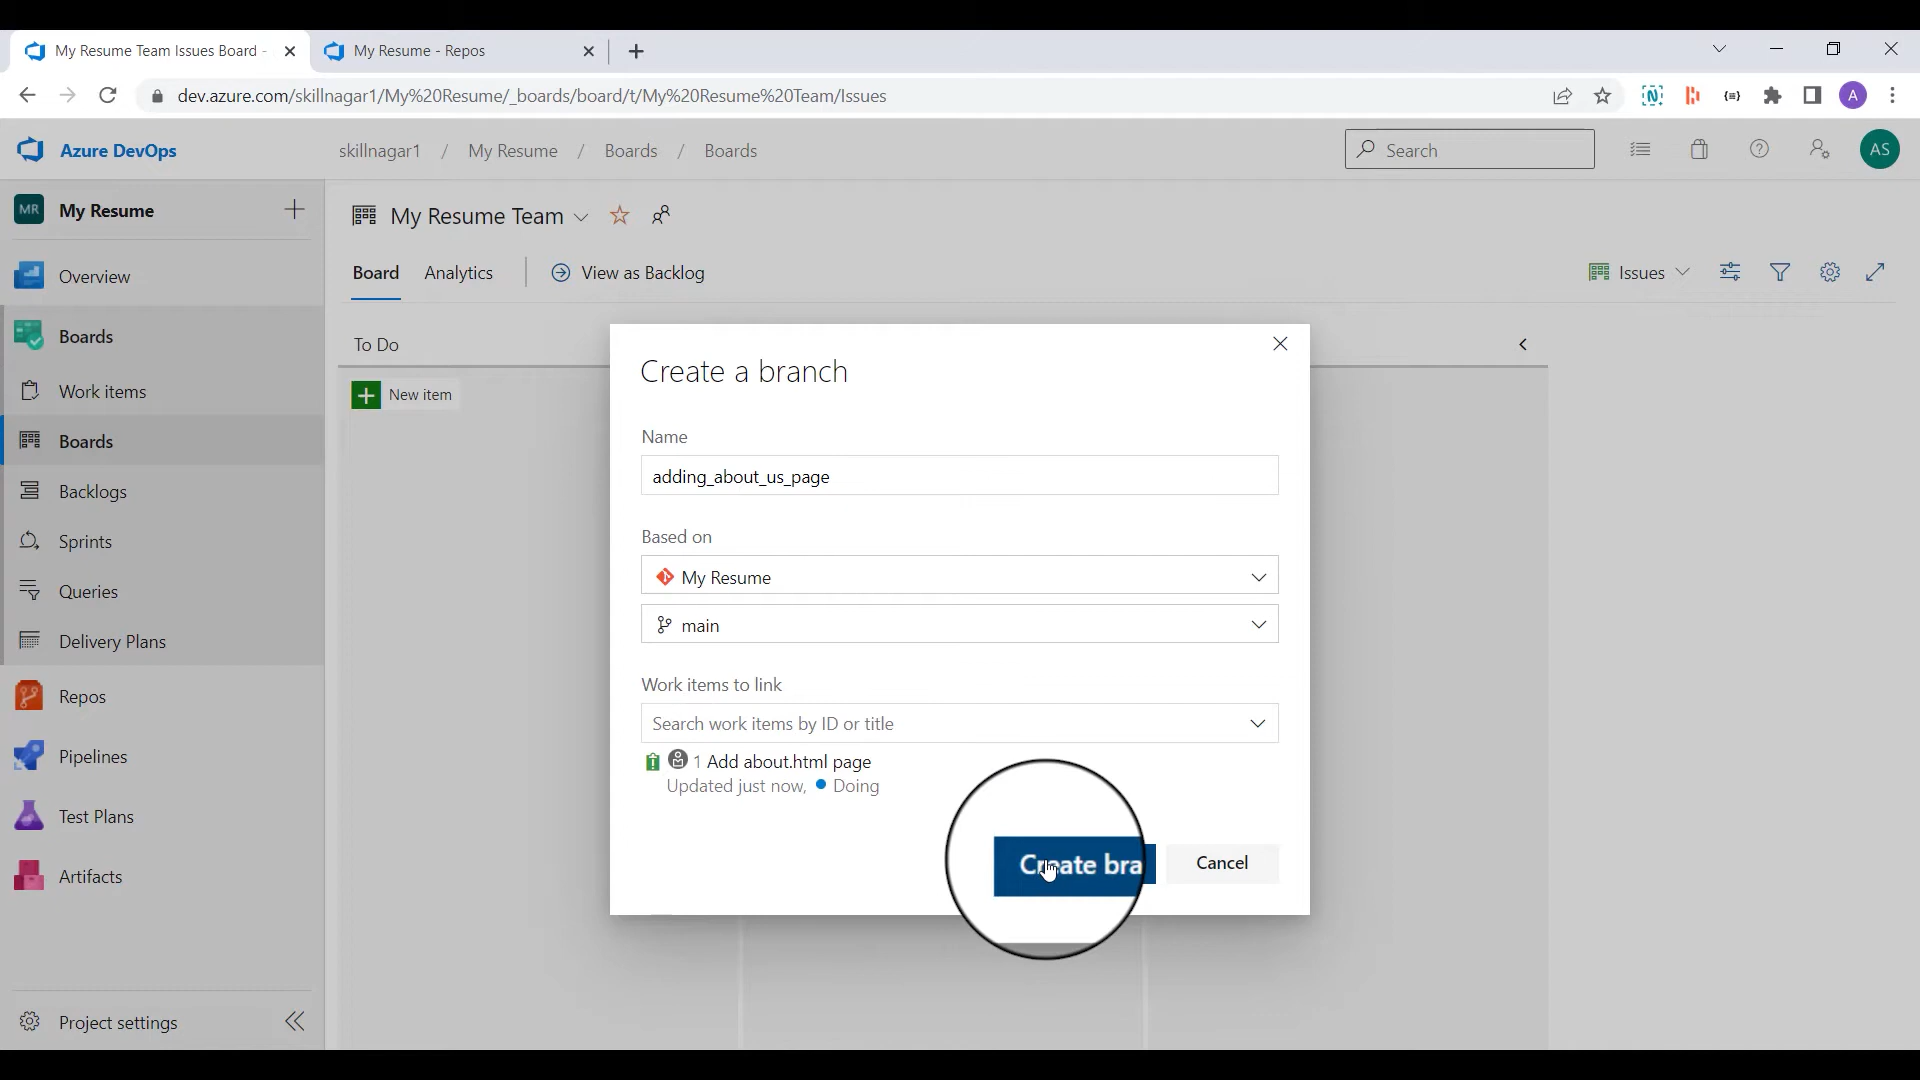 My Resume Team Issues Board -
My Resume - Repos
dev.azure.com/skillnagar1/My%20Resume/_boards/board/t/My%20Resume%20Team/Issues
A
Azure DevOps
skillnagar1 / My Resume / Boards / Boards
Search
AS
MR My Resume
My Resume Team
Overview
Board Analytics View as Backlog
Issues
Boards
To Do
Work items
New item
Boards
Backlogs
Sprints
Queries
Delivery Plans
Repos
Pipelines
Test Plans
Artifacts
Project settings
Create a branch
Name
adding_about_us_page
Based on
My Resume
main
Work items to link
Search work items by ID or title
1 Add about.html page
Updated just now, Doing
Create bra
Cancel